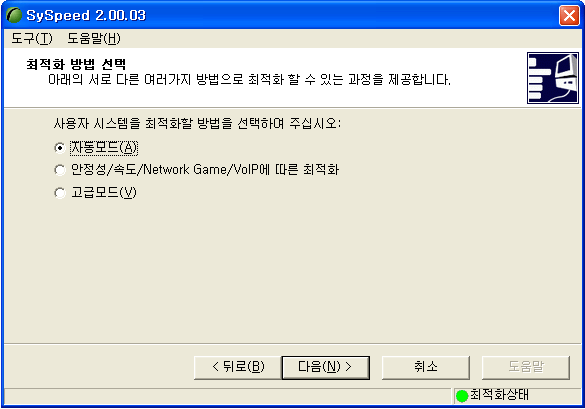 SySpeed 2.00.03
도구(T) 도움말(H)
최적화 방법 선택
아래의 서로 다른 여러가지 방법으로 최적화 할 수 있는 과정을 제공합니다.
사용자 시스템을 최적화할 방법을 선택하여 주십시오:
자동모드(A)
안정성/속도/Network Game/VoIP에 따른 최적화
고급모드(V)
< 뒤로(B) 다음(N) > 취소 도움말
최적화상태